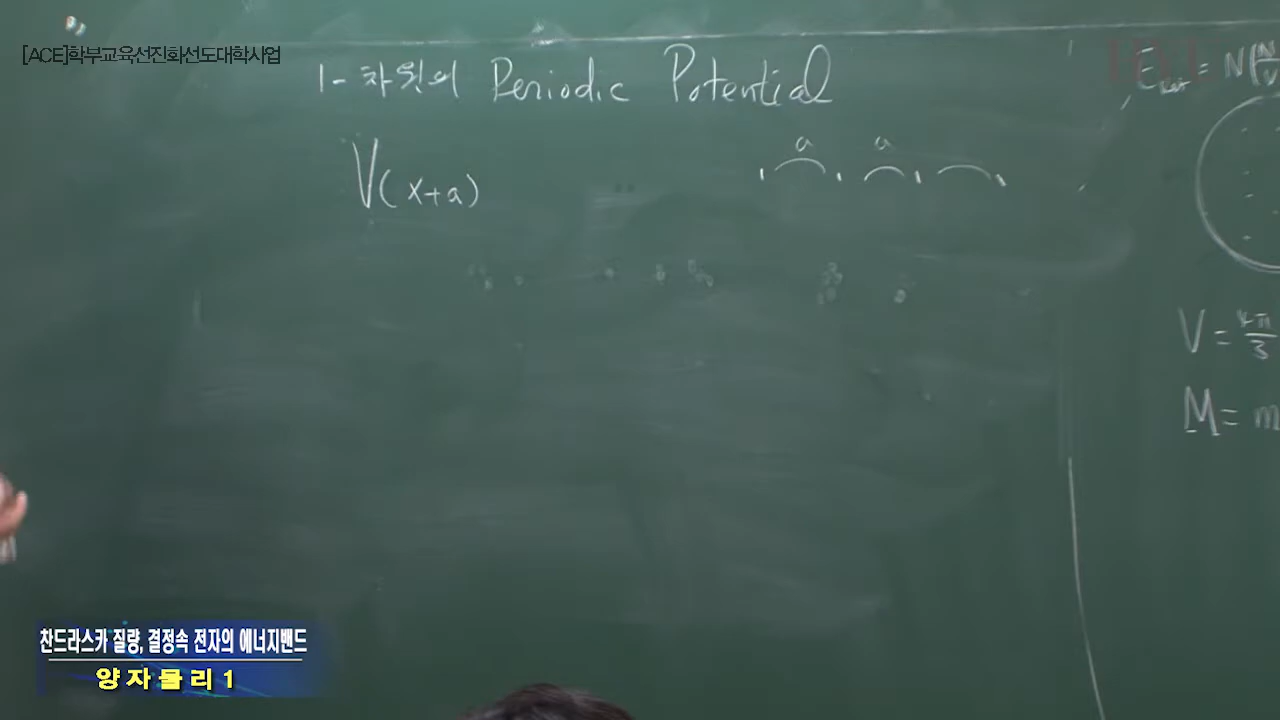 [ACE]학부교육선진화선도대학사업
1-차원의 Periodic Potential
V(x+a)
a a
V = 4π/3
M = m
찬드라스카 질량, 결정속 전자의 에너지밴드
양자물리1